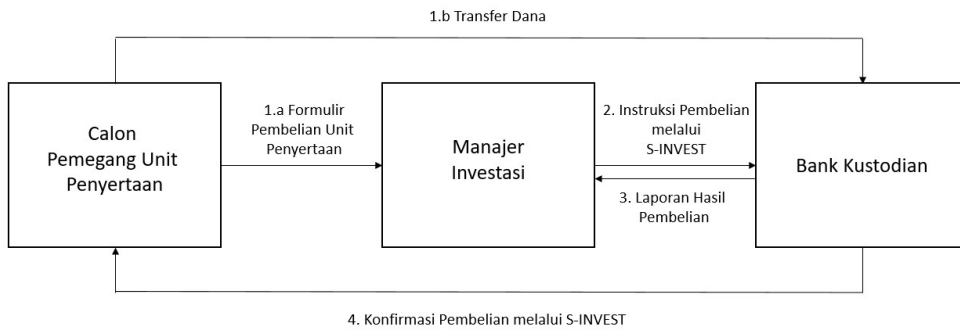 1.b Transfer Dana
Calon
Pemegang Unit
Penyertaan
1.a Formulir
Pembelian Unit
Penyertaan
Manajer
Investasi
2. Instruksi Pembelian
melalui
S-INVEST
3. Laporan Hasil
Pembelian
Bank Kustodian
4. Konfirmasi Pembelian melalui S-INVEST